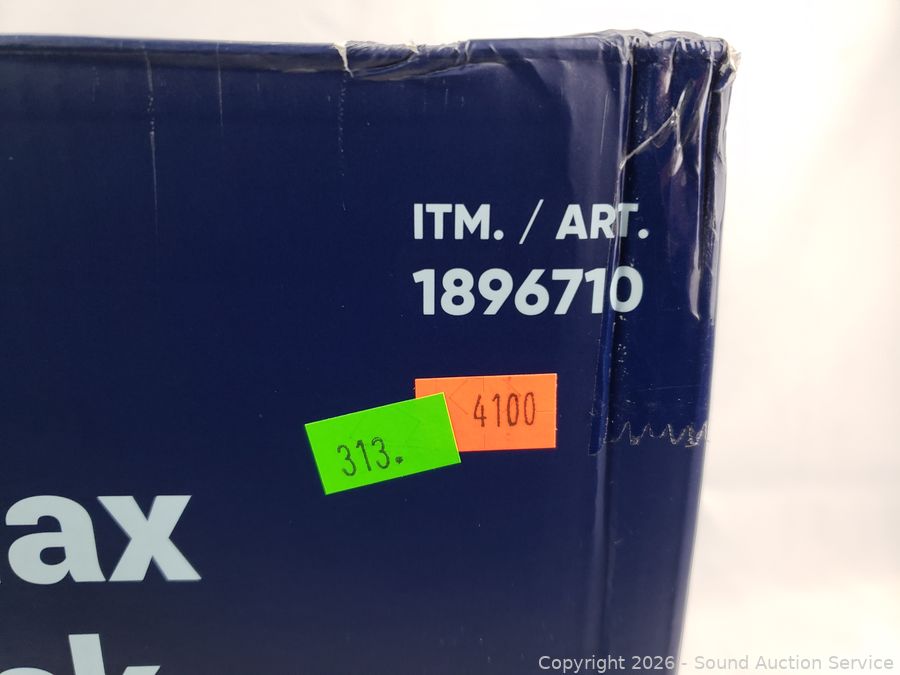 ITM. / ART.
1896710
4100
313.
ax
Copyright 2026 - Sound Auction Service